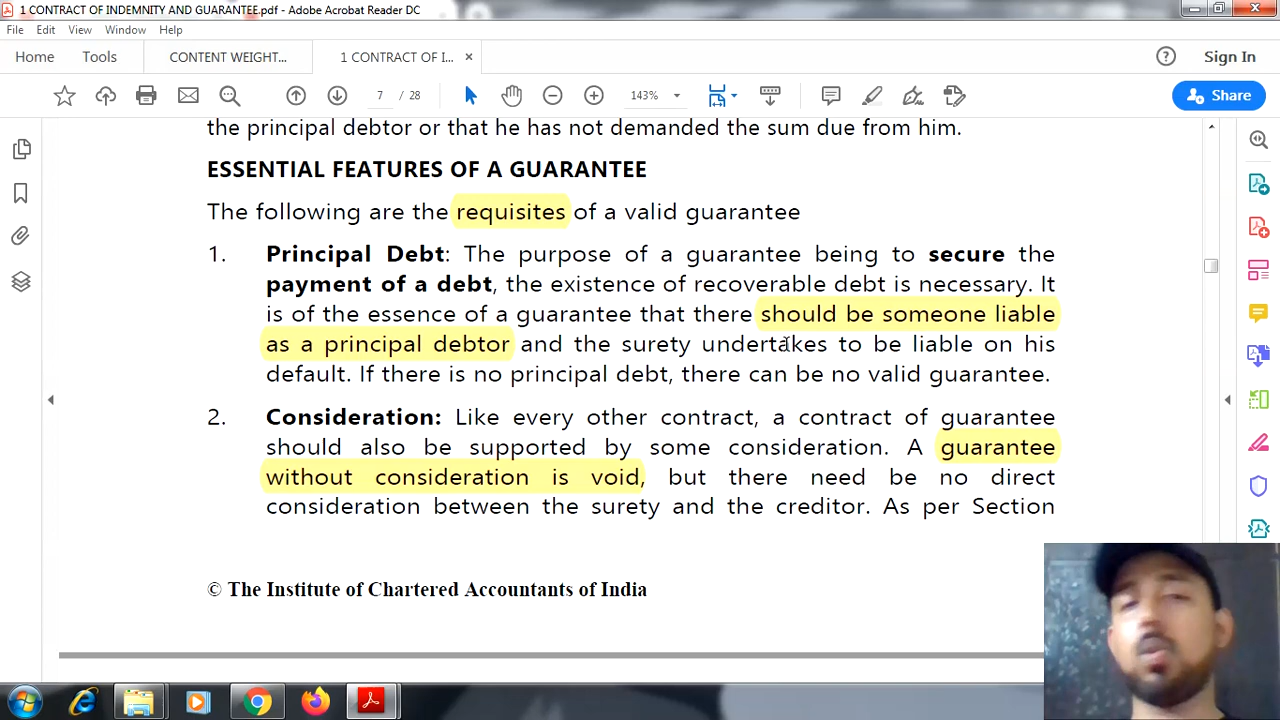 1 CONTRACT OF INDEMNITY AND GUARANTEE.pdf - Adobe Acrobat Reader DC
File Edit View Window Help
Home Tools CONTENT WEIGHT... 1 CONTRACT OF I... × Sign In
7 / 28 143% Share
the principal debtor or that he has not demanded the sum due from him.
ESSENTIAL FEATURES OF A GUARANTEE
The following are the requisites of a valid guarantee
1. Principal Debt: The purpose of a guarantee being to secure the
payment of a debt, the existence of recoverable debt is necessary. It
is of the essence of a guarantee that there should be someone liable
as a principal debtor and the surety undertakes to be liable on his
default. If there is no principal debt, there can be no valid guarantee.
2. Consideration: Like every other contract, a contract of guarantee
should also be supported by some consideration. A guarantee
without consideration is void, but there need be no direct
consideration between the surety and the creditor. As per Section
© The Institute of Chartered Accountants of India